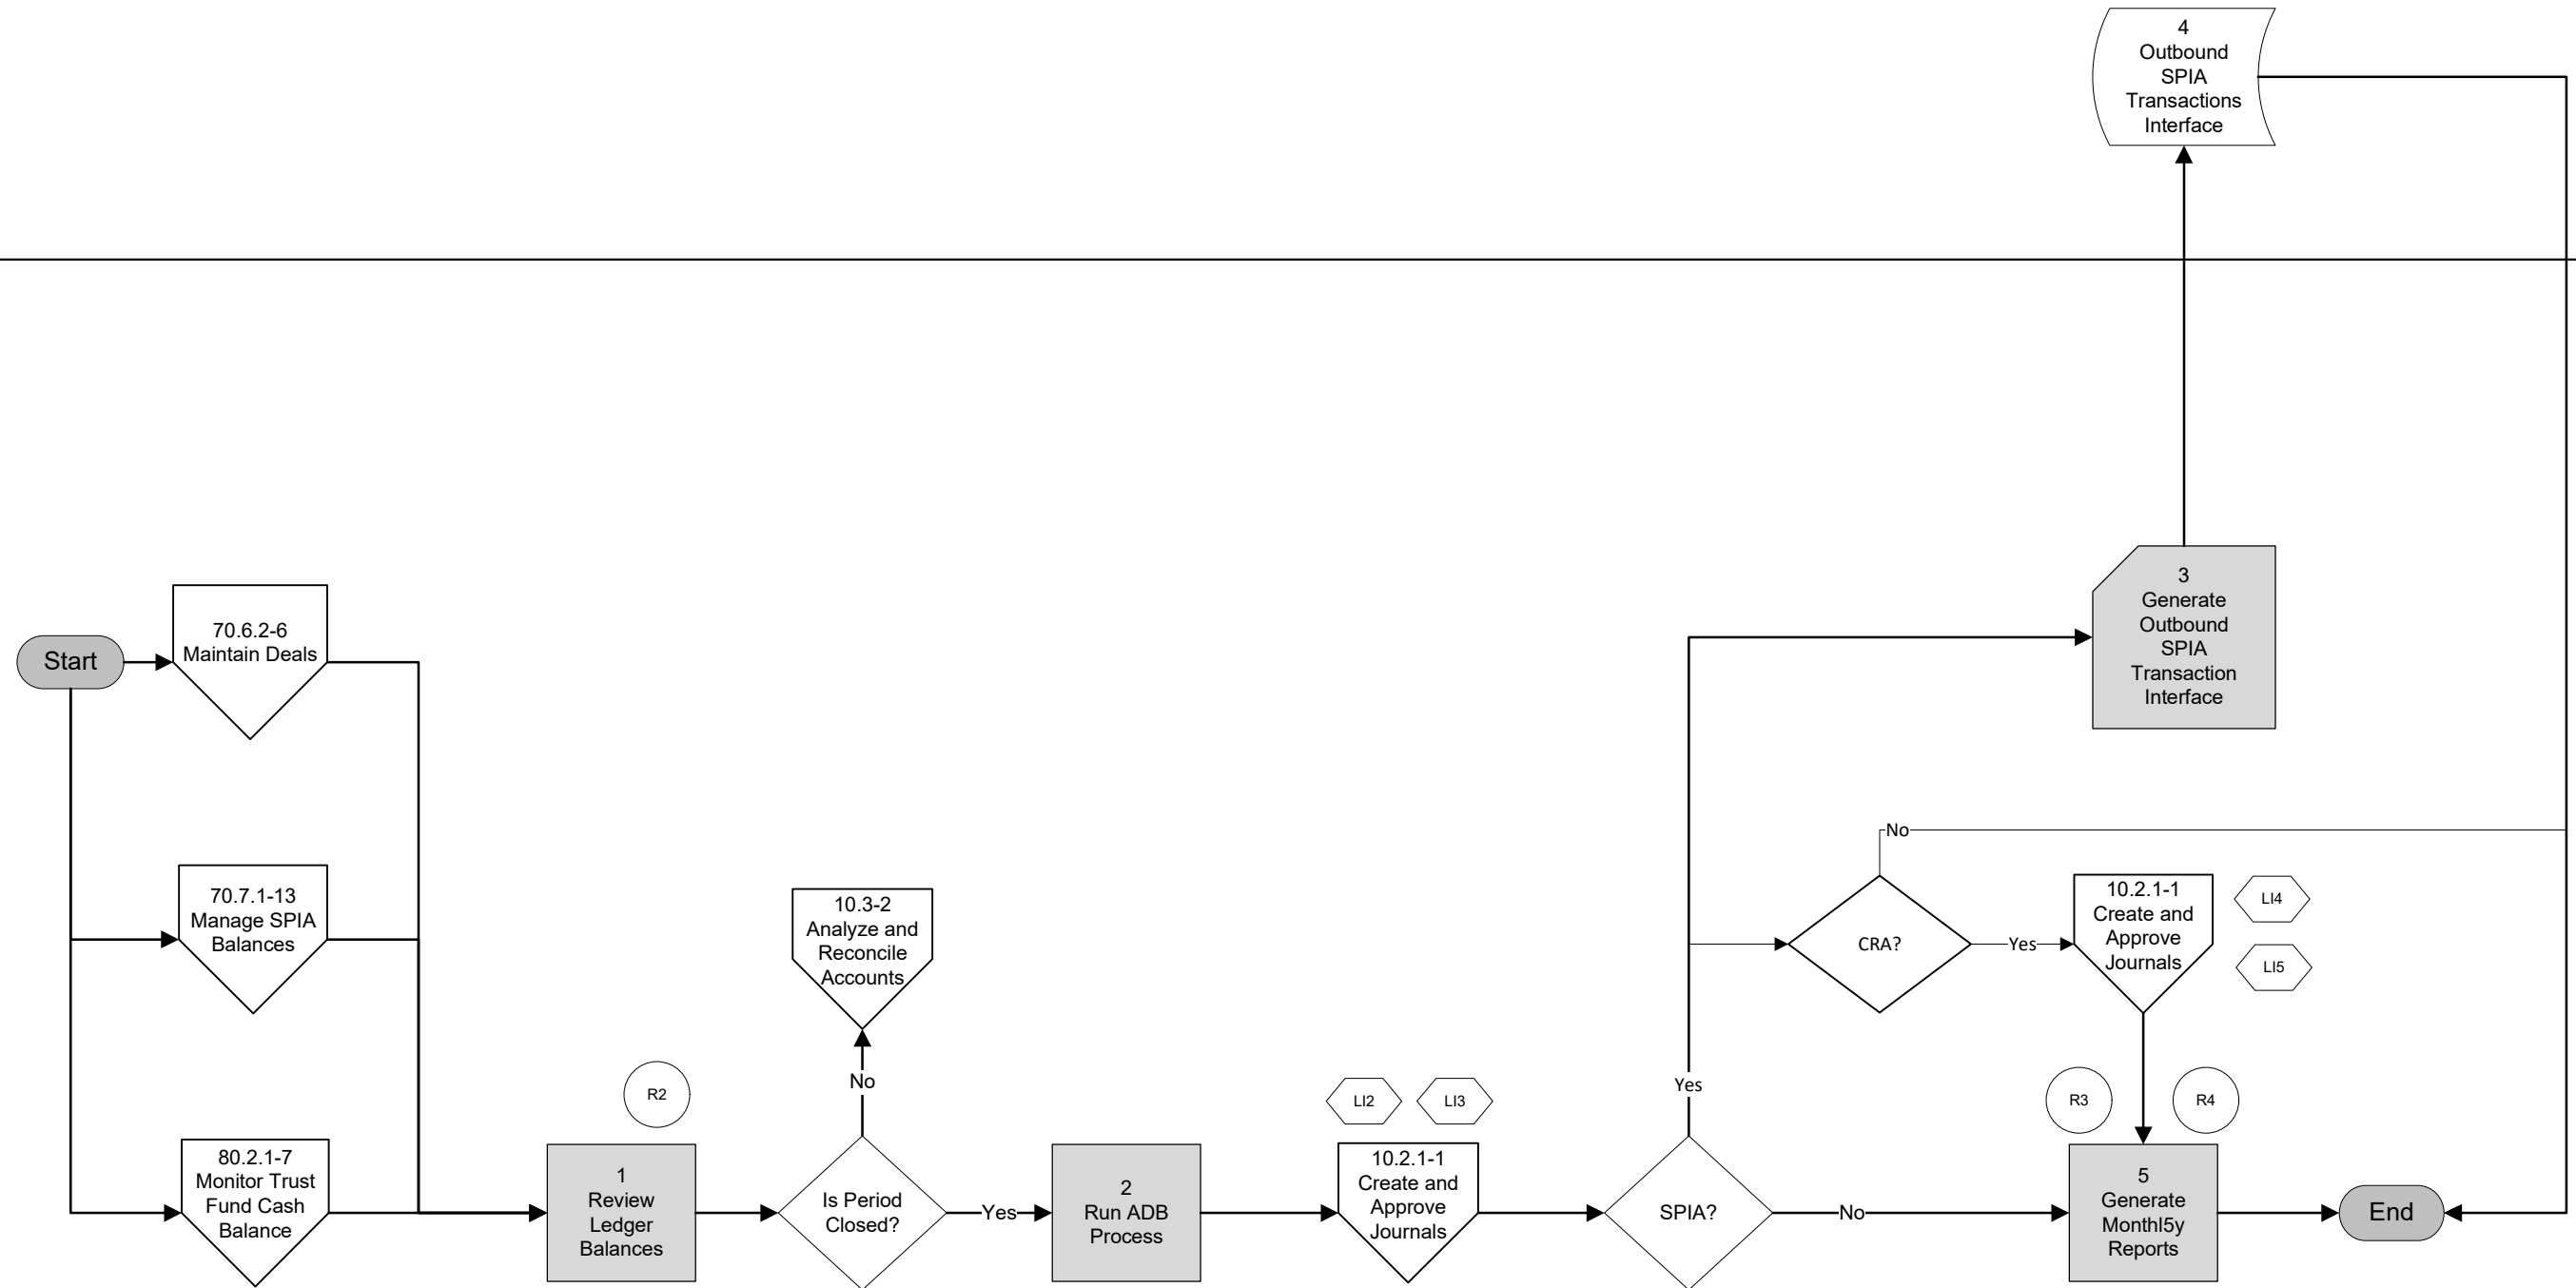 4
Outbound
SPIA
Transactions
Interface
3
Generate
Outbound
SPIA
Transaction
Interface
Start
70.6.2-6
Maintain Deals
70.7.1-13
Manage SPIA
Balances
80.2.1-7
Monitor Trust
Fund Cash
Balance
R2
1
Review
Ledger
Balances
10.3-2
Analyze and
Reconcile
Accounts
No
Is Period
Closed?
Yes
2
Run ADB
Process
LI2
LI3
10.2.1-1
Create and
Approve
Journals
Yes
SPIA?
No
No
CRA?
Yes
10.2.1-1
Create and
Approve
Journals
LI4
LI5
R3
R4
5
Generate
Monthl5y
Reports
End